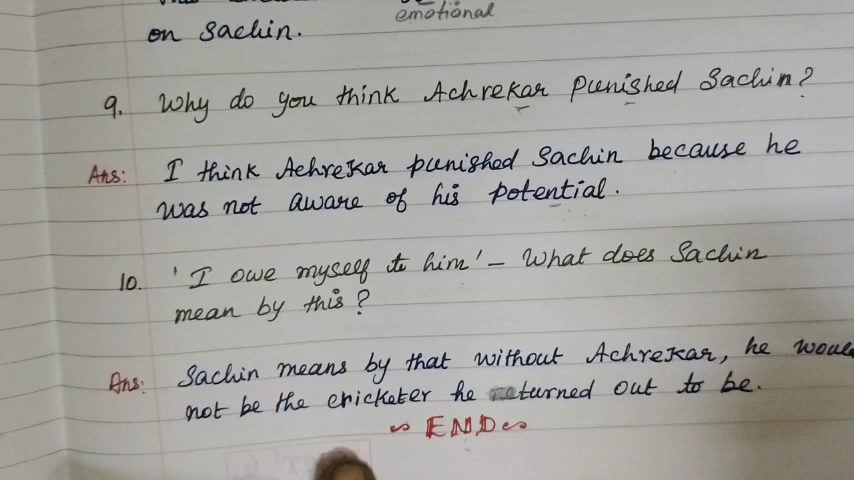 emotional
on Sachin.
9. Why do you think Achrekar punished Sachin?
Ans: I think Achrekar punished Sachin because he
was not aware of his potential.
10. 'I owe myself to him' – What does Sachin
mean by this?
Ans: Sachin means by that without Achrekar, he would
not be the cricketer he turned out to be.
~ END ~